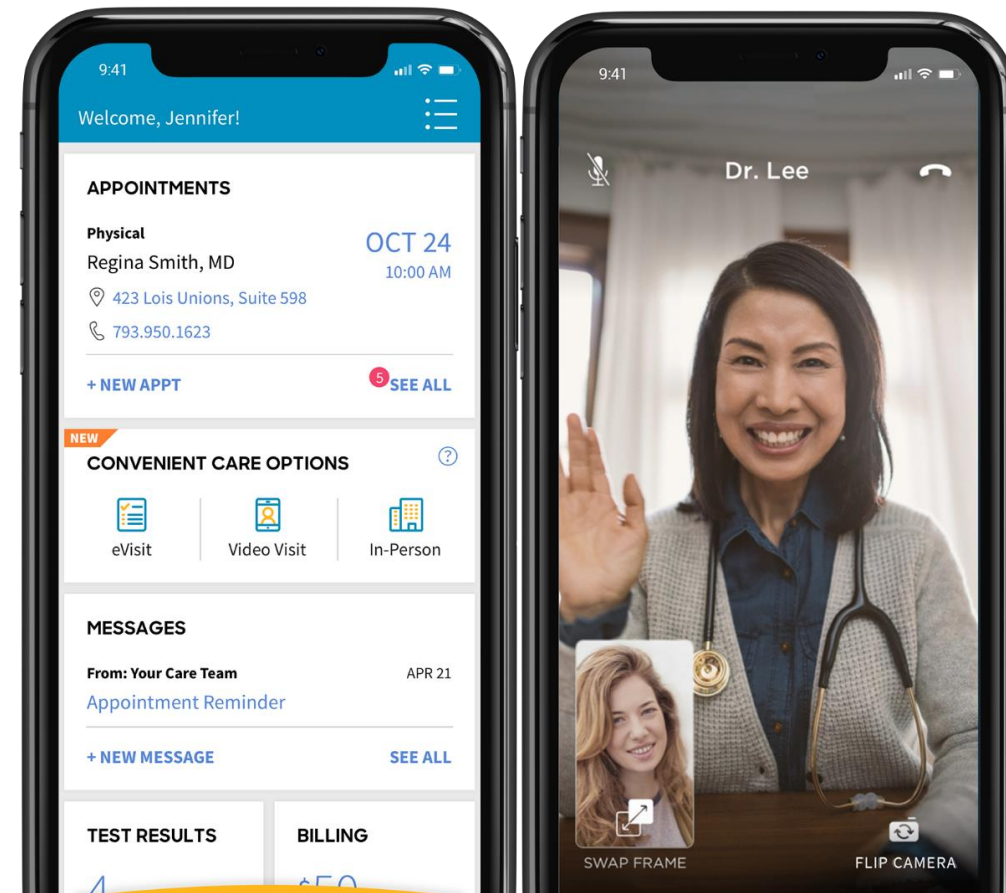 9:41
Welcome, Jennifer!
APPOINTMENTS
Physical
Regina Smith, MD
OCT 24
10:00 AM
423 Lois Unions, Suite 598
793.950.1623
+ NEW APPT
5
SEE ALL
NEW
CONVENIENT CARE OPTIONS
?
eVisit
Video Visit
In-Person
MESSAGES
From: Your Care Team
APR 21
Appointment Reminder
+ NEW MESSAGE
SEE ALL
TEST RESULTS
BILLING
9:41
Dr. Lee
SWAP FRAME
FLIP CAMERA